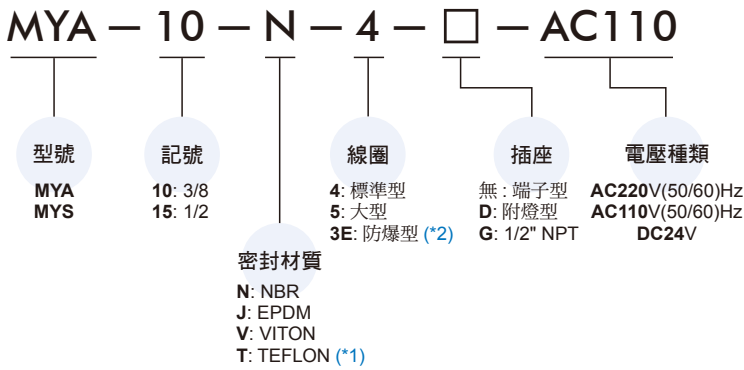 MYA — 10 — N — 4 — □ — AC110
型號
MYA
MYS
記號
10: 3/8
15: 1/2
密封材質
N: NBR
J: EPDM
V: VITON
T: TEFLON (*1)
線圈
4: 標準型
5: 大型
3E: 防爆型 (*2)
插座
無 : 端子型
D: 附燈型
G: 1/2" NPT
電壓種類
AC220V(50/60)Hz
AC110V(50/60)Hz
DC24V